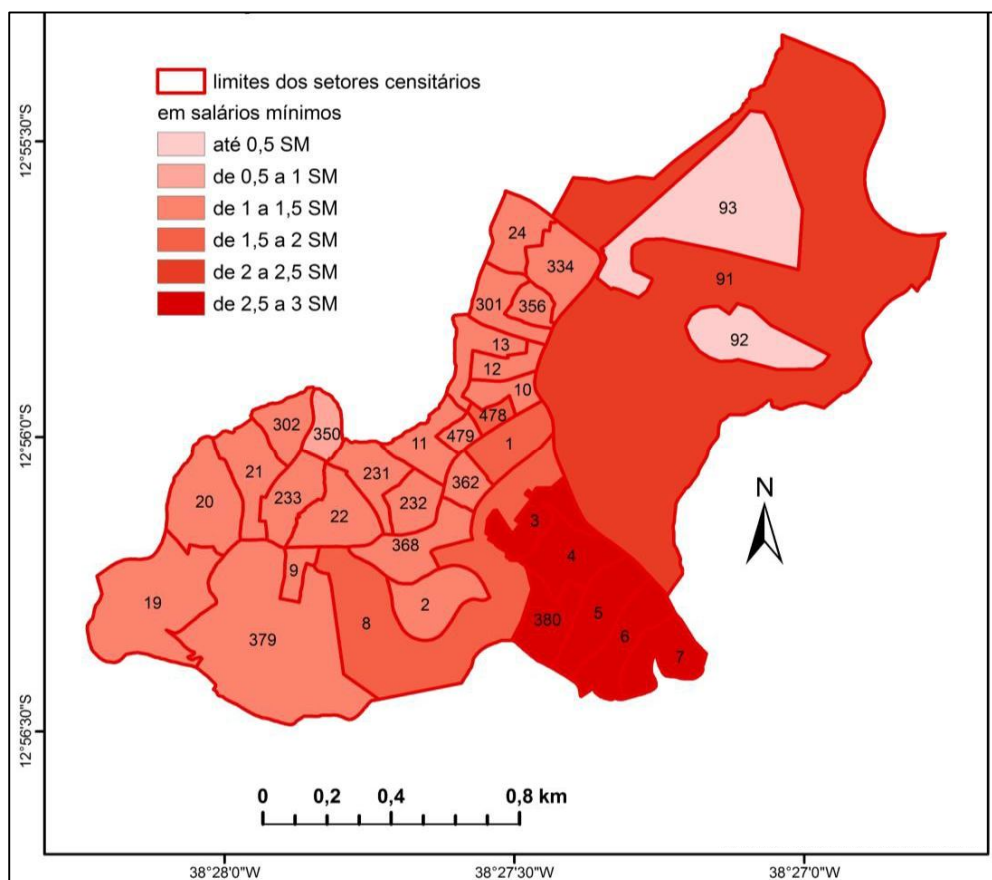 limites dos setores censitários
em salários mínimos
até 0,5 SM
de 0,5 a 1 SM
de 1 a 1,5 SM
de 1,5 a 2 SM
de 2 a 2,5 SM
de 2,5 a 3 SM
12°55'30"S
12°56'0"S
12°56'30"S
93
24
334
91
301
356
92
13
12
10
302
350
478
11
479
1
21
231
362
20
233
232
22
3
368
4
9
19
2
5
8
380
379
6
7
N
0 0,2 0,4 0,8 km
38°28'0"W 38°27'30"W 38°27'0"W